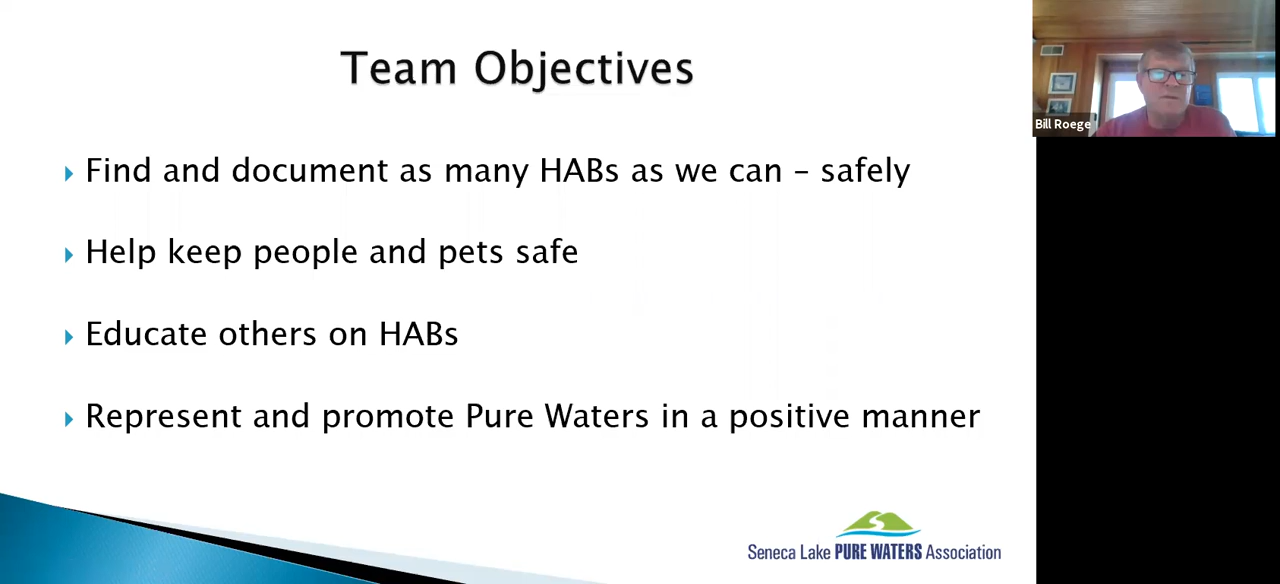 Team Objectives
Find and document as many HABs as we can – safely
Help keep people and pets safe
Educate others on HABs
Represent and promote Pure Waters in a positive manner
Seneca Lake PURE WATERS Association
Bill Roege